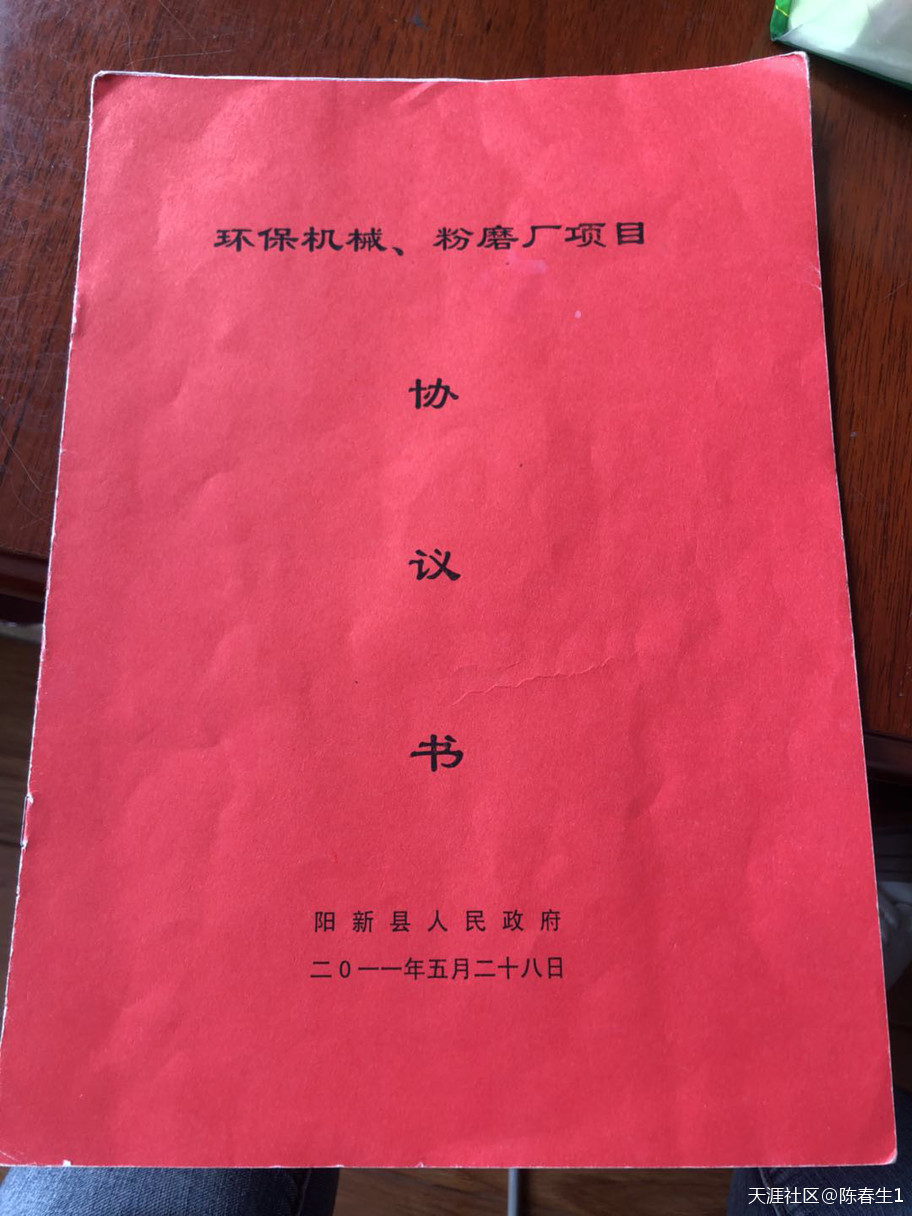 环保机械、粉磨厂项目
协
议
书
阳新县人民政府
二0一一年五月二十八日
天涯社区@陈春生1